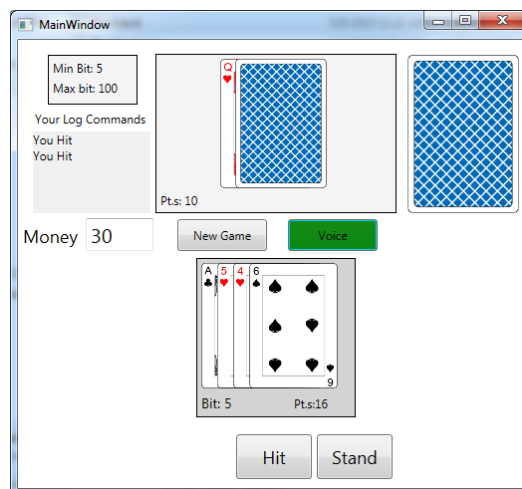 MainWindow
Min Bit: 5
Max bit: 100
Your Log Commands
You Hit
You Hit
Q
Pt.s: 10
Money 30
New Game
Voice
A 5 4 6
6
Bit: 5 Pt.s:16
Hit Stand